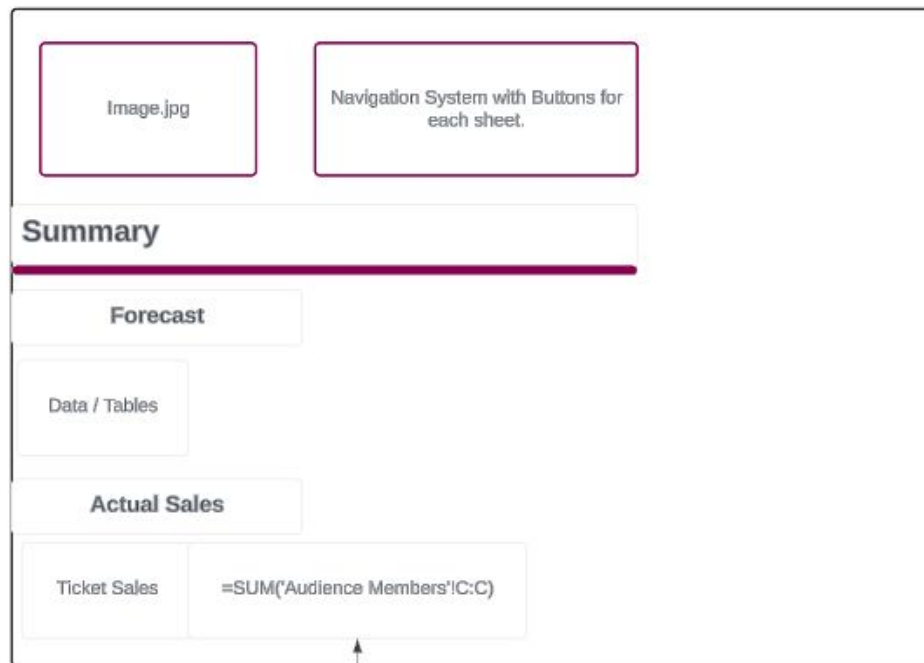 Image.jpg
Navigation System with Buttons for
each sheet.
Summary
Forecast
Data / Tables
Actual Sales
Ticket Sales
=SUM('Audience Members'!C:C)